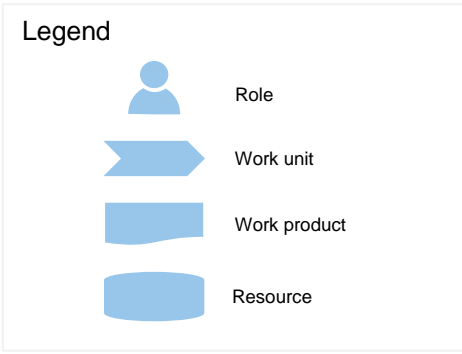 Legend
Role
Work unit
Work product
Resource